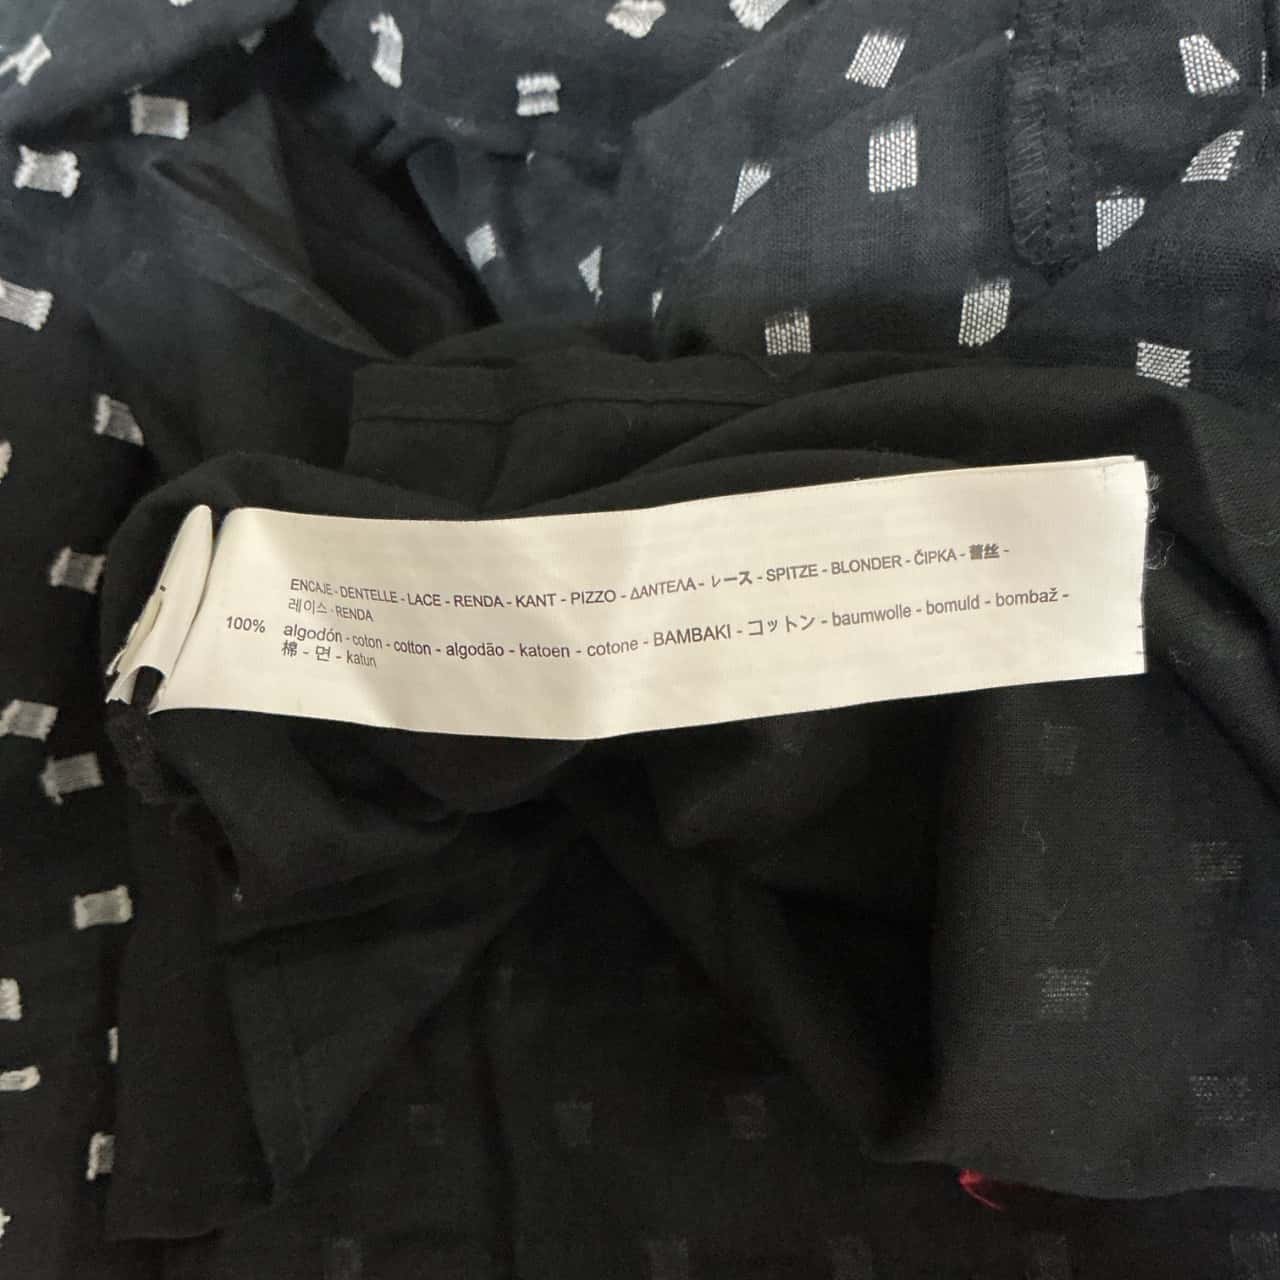 ENCAJE - DENTELLE - LACE - RENDA - KANT - PIZZO - ΔΑΝΤΕΛΑ - レース - SPITZE - BLONDER - ČIPKA - 蕾丝 -
레이스 - RENDA
100% algodón - coton - cotton - algodão - katoen - cotone - BAMBAKI - コットン - baumwolle - bomuld - bombaž -
棉 - 면 - katun